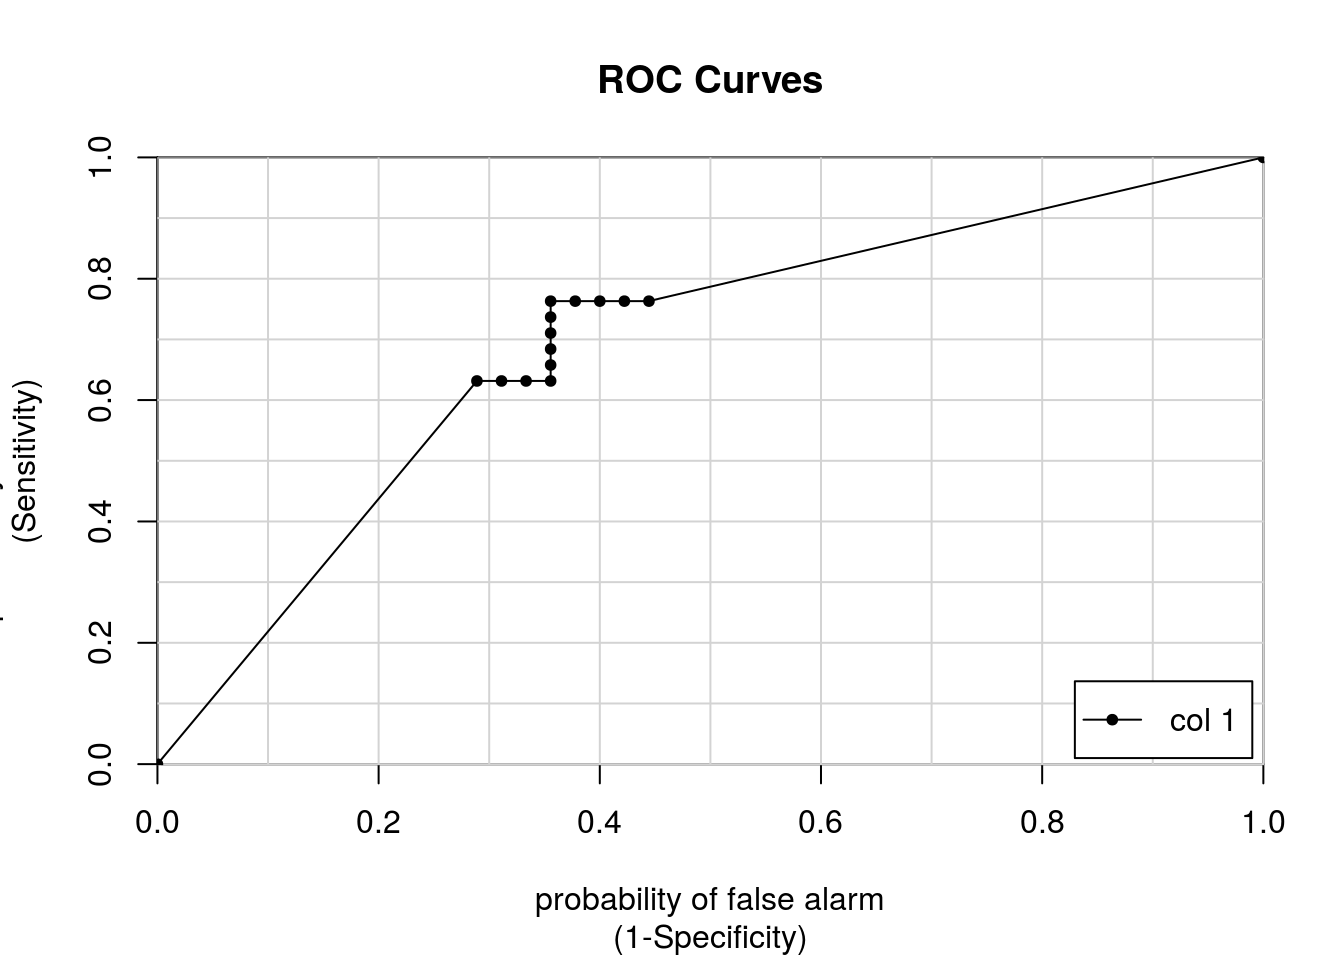 ROC Curves
(Sensitivity)
1.0
0.8
0.6
0.4
0.2
0.0
col 1
0.0 0.2 0.4 0.6 0.8 1.0
probability of false alarm
(1-Specificity)